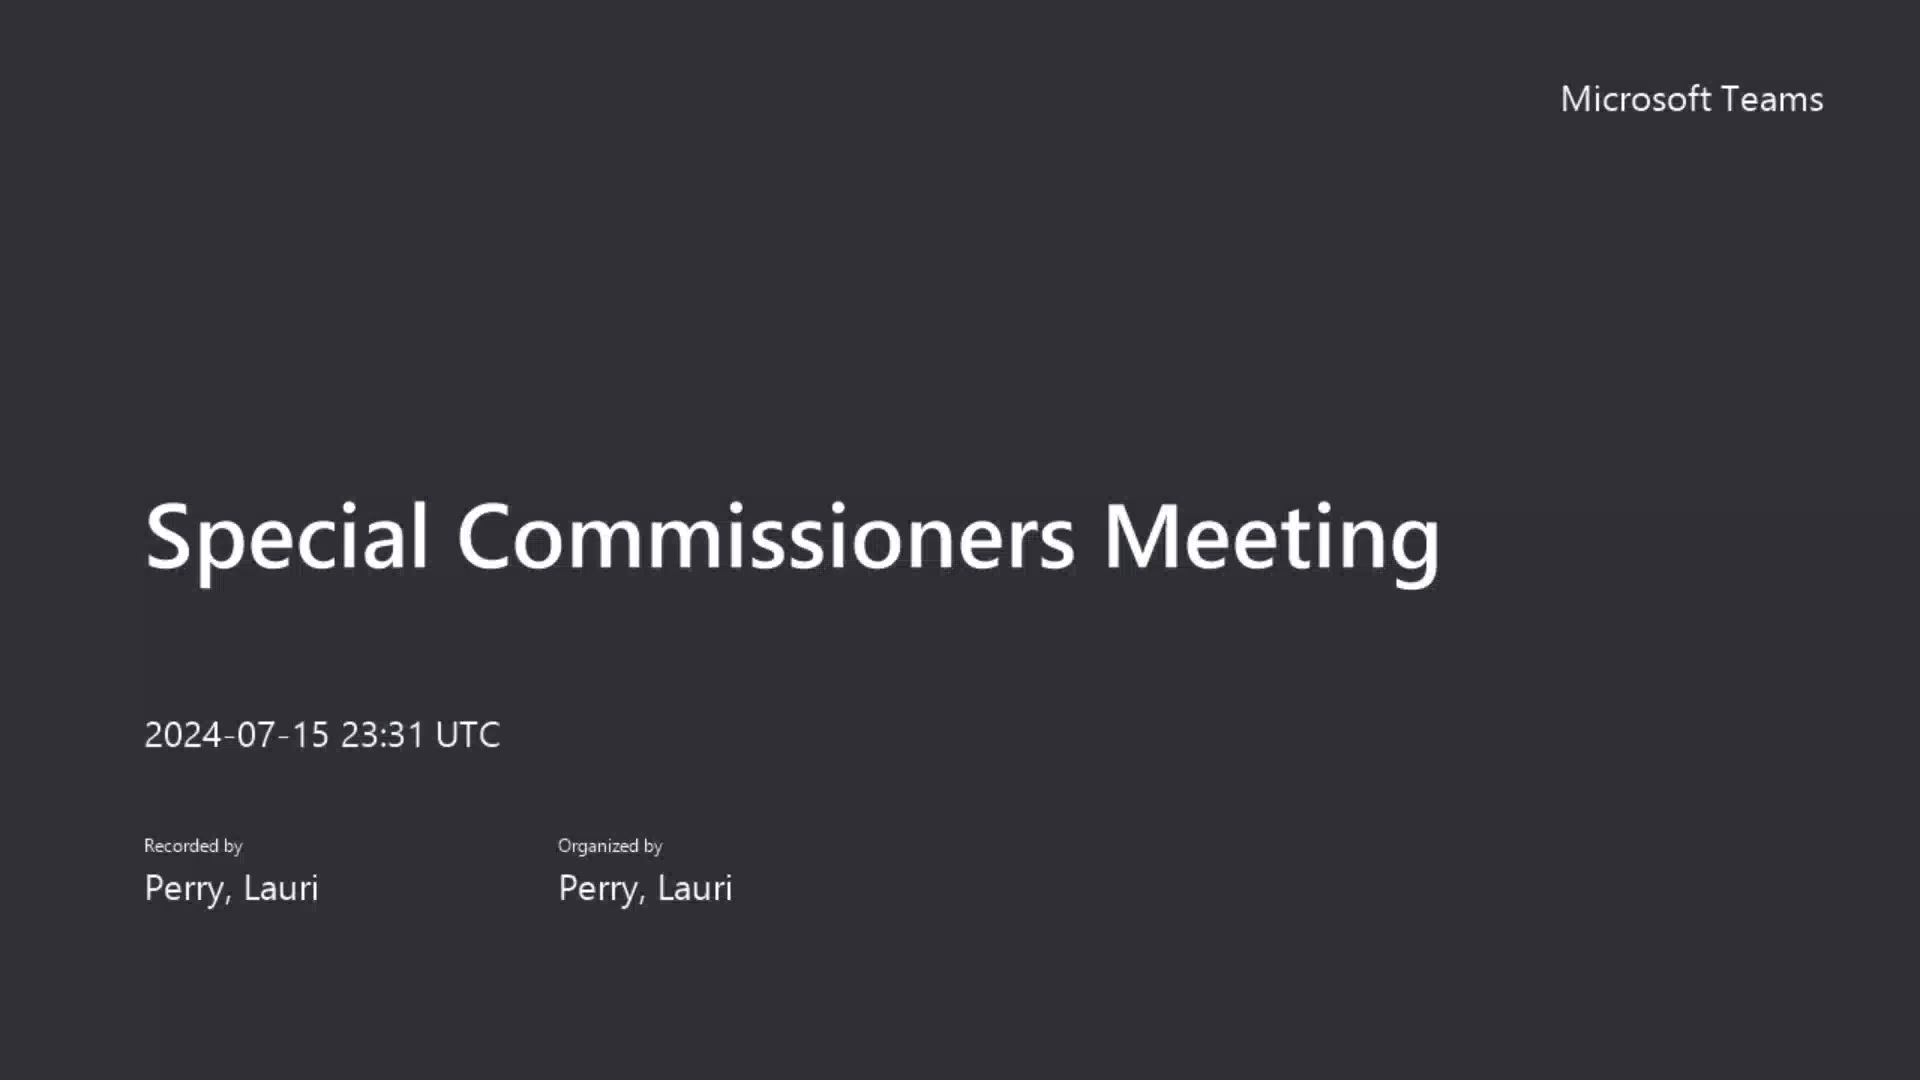 Microsoft Teams
Special Commissioners Meeting
2024-07-15 23:31 UTC
Recorded by
Perry, Lauri
Organized by
Perry, Lauri